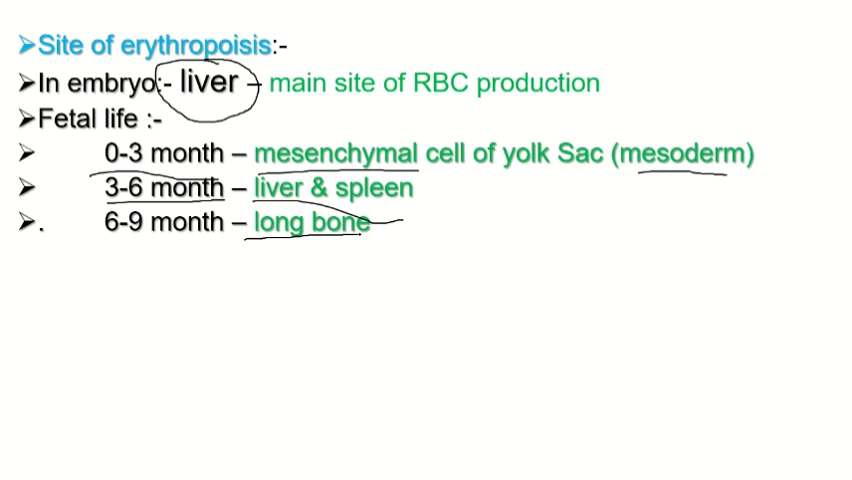 ➢Site of erythropoisis:-
➢In embryo:- liver – main site of RBC production
➢Fetal life :-
➢ 0-3 month – mesenchymal cell of yolk Sac (mesoderm)
➢ 3-6 month – liver & spleen
➢. 6-9 month – long bone